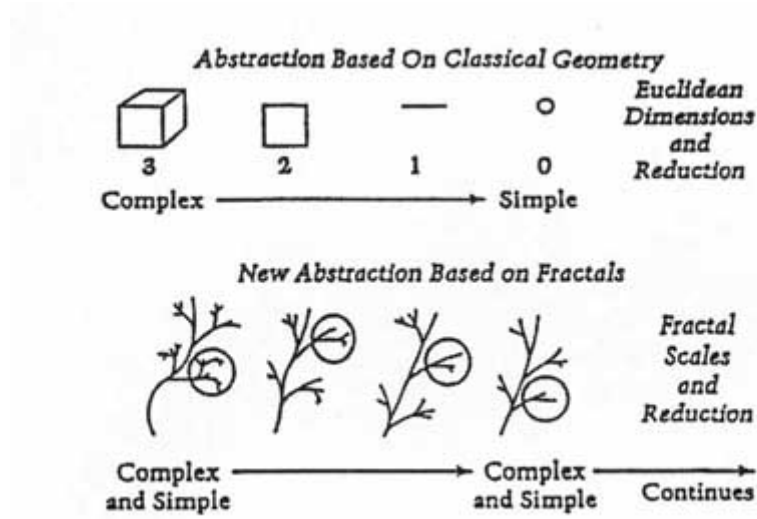 Abstraction Based On Classical Geometry
Euclidean
Dimensions
and
Reduction
3 2 1 0
Complex Simple
New Abstraction Based on Fractals
Fractal
Scales
and
Reduction
Complex
and Simple
Complex
and Simple
Continues